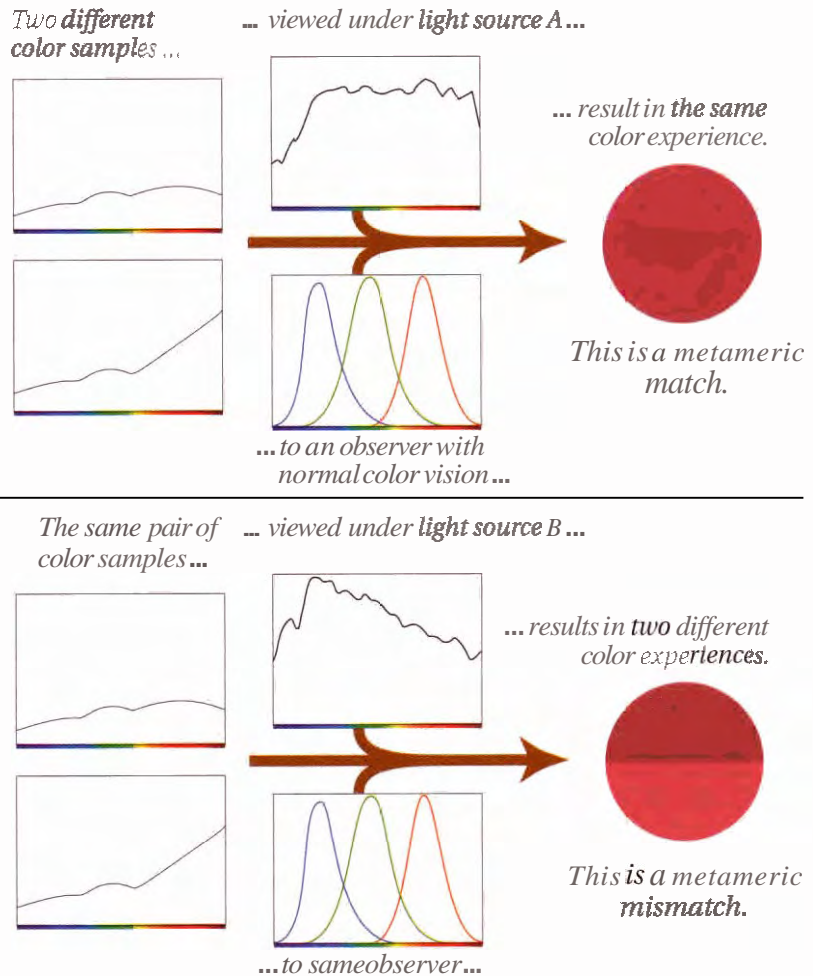 Two different
color samples ...
... viewed under light source A ...
... result in the same
color experience.
This is a metameric
match.
... to an observer with
normal color vision ...
The same pair of
color samples ...
... viewed under light source B ...
... results in two different
color experiences.
This is a metameric
mismatch.
... to same observer ...